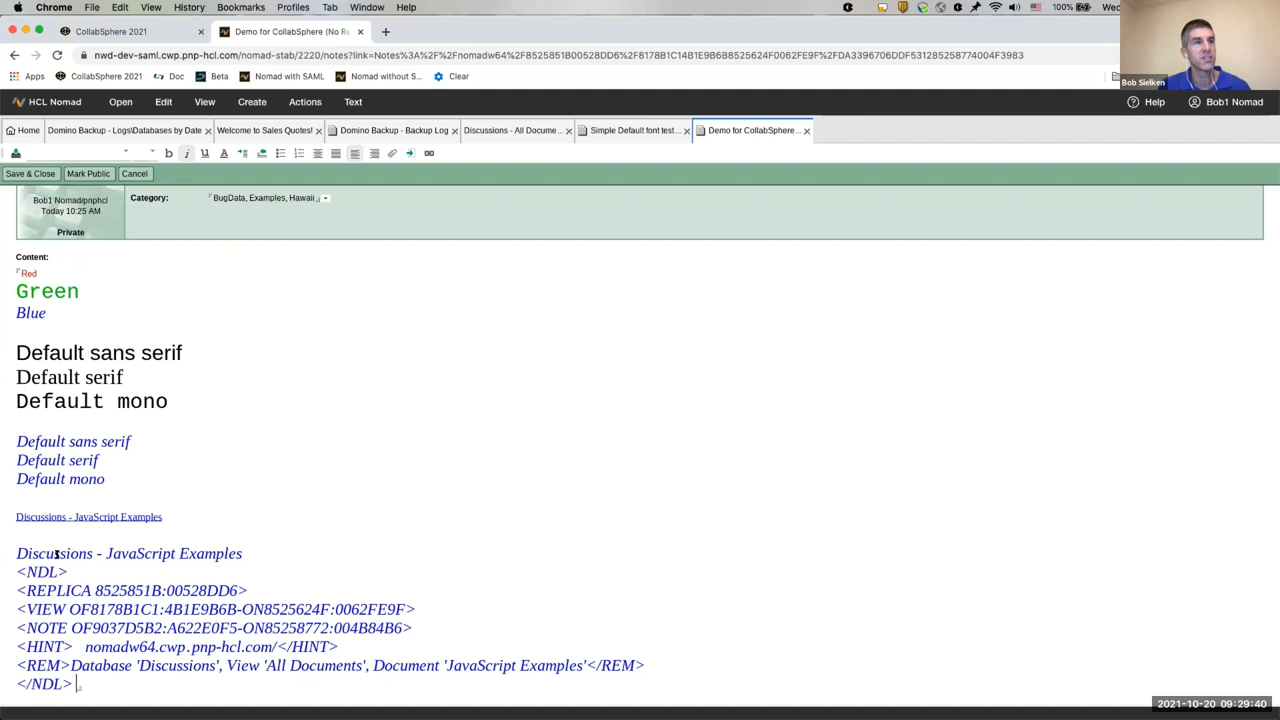 Chrome File Edit View History Bookmarks Profiles Tab Window Help 100% Wed
CollabSphere 2021
Demo for CollabSphere (No Re
nwd-dev-saml.cwp.pnp-hcl.com/nomad-stab/2220/notes?link=Notes%3A%2F%2Fnomadw64%2F8525851B00528DD6%2F8178B1C14B1E9B6B8525624F0062FE9F%2FDA3396706DDF531285258774004F3983
Apps CollabSphere 2021 Doc Beta Nomad with SAML Nomad without S... Clear
Bob Sielken
HCL Nomad Open Edit View Create Actions Text Help Bob1 Nomad
Home Domino Backup - Logs\Databases by Date Welcome to Sales Quotes! Domino Backup - Backup Log Discussions - All Docume... Simple Default font test... Demo for CollabSphere...
b i u A
Save & Close Mark Public Cancel
Bob1 Nomad/pnphcl
Today 10:25 AM
Private
Category: BugData, Examples, Hawaii
Content:
Red
Green
Blue
Default sans serif
Default serif
Default mono
Default sans serif
Default serif
Default mono
Discussions - JavaScript Examples
Discussions - JavaScript Examples
<NDL>
<REPLICA 8525851B:00528DD6>
<VIEW OF8178B1C1:4B1E9B6B-ON8525624F:0062FE9F>
<NOTE OF9037D5B2:A622E0F5-ON85258772:004B84B6>
<HINT> nomadw64.cwp.pnp-hcl.com/</HINT>
<REM>Database 'Discussions', View 'All Documents', Document 'JavaScript Examples'</REM>
</NDL>
2021-10-20 09:29:40